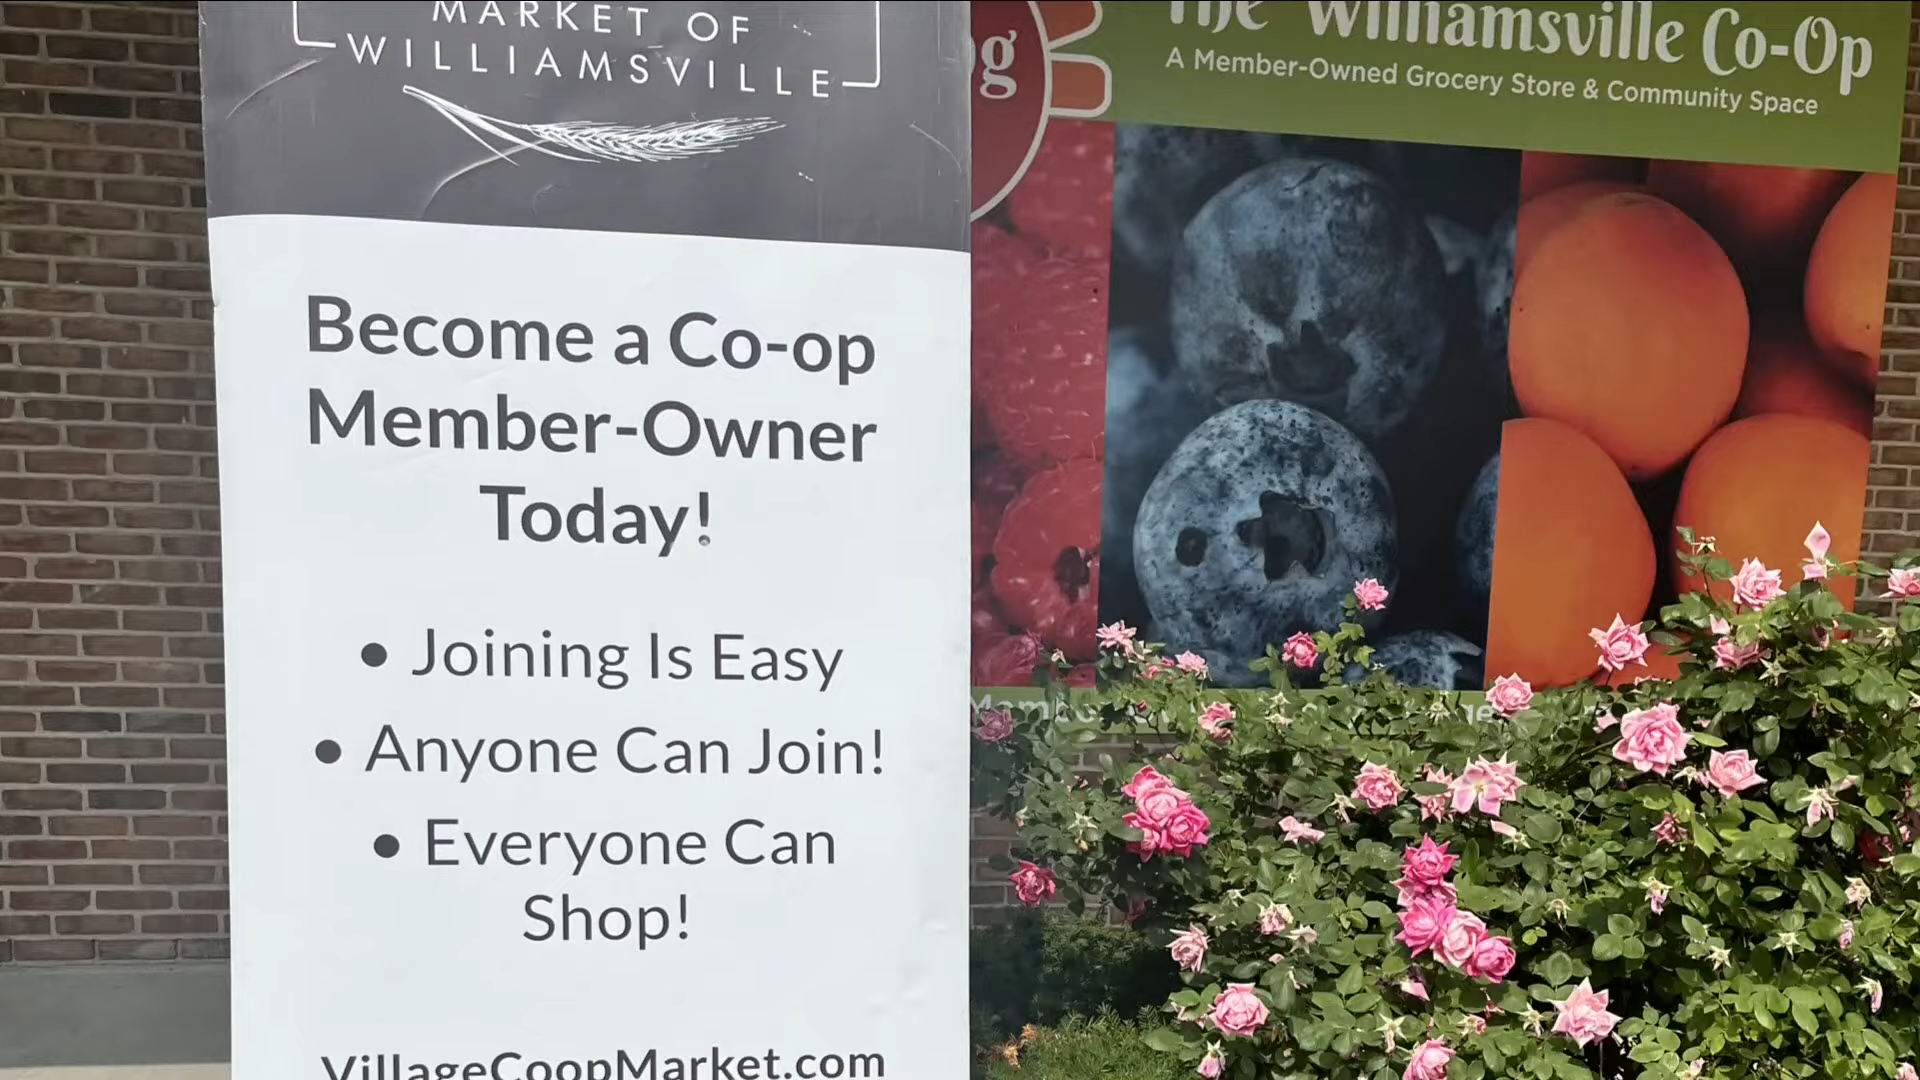 MARKET OF
WILLIAMSVILLE
Become a Co-op
Member-Owner
Today!
• Joining Is Easy
• Anyone Can Join!
• Everyone Can
Shop!
VillageCoopMarket.com
The Williamsville Co-Op
A Member-Owned Grocery Store & Community Space